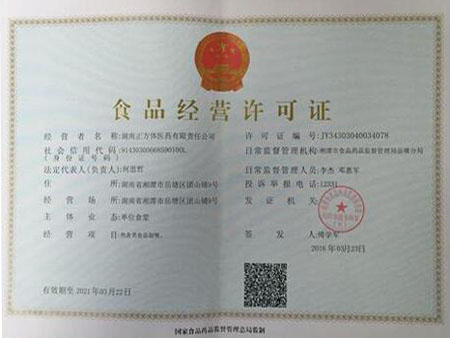 食品经营许可证
经营者名称:湖南正方体医药有限责任公司
社会信用代码:
(身份证号码)
法定代表人(负责人):何思哲
住所:湖南省湘潭市岳塘区团山铺9号
经营场所:湖南省湘潭市岳塘区团山铺9号
主体业态:单位食堂
经营项目:热食类食品制售。
许可证编号:JY34303040034078
日常监督管理机构:湘潭市食品药品监督管理局岳塘分局
日常监督管理人员:李杰 邓惠军
投诉举报电话:12331
发证机关
签发人:傅学军
2016年03月23日
有效期至 2021年03月22日
国家食品药品监督管理总局监制